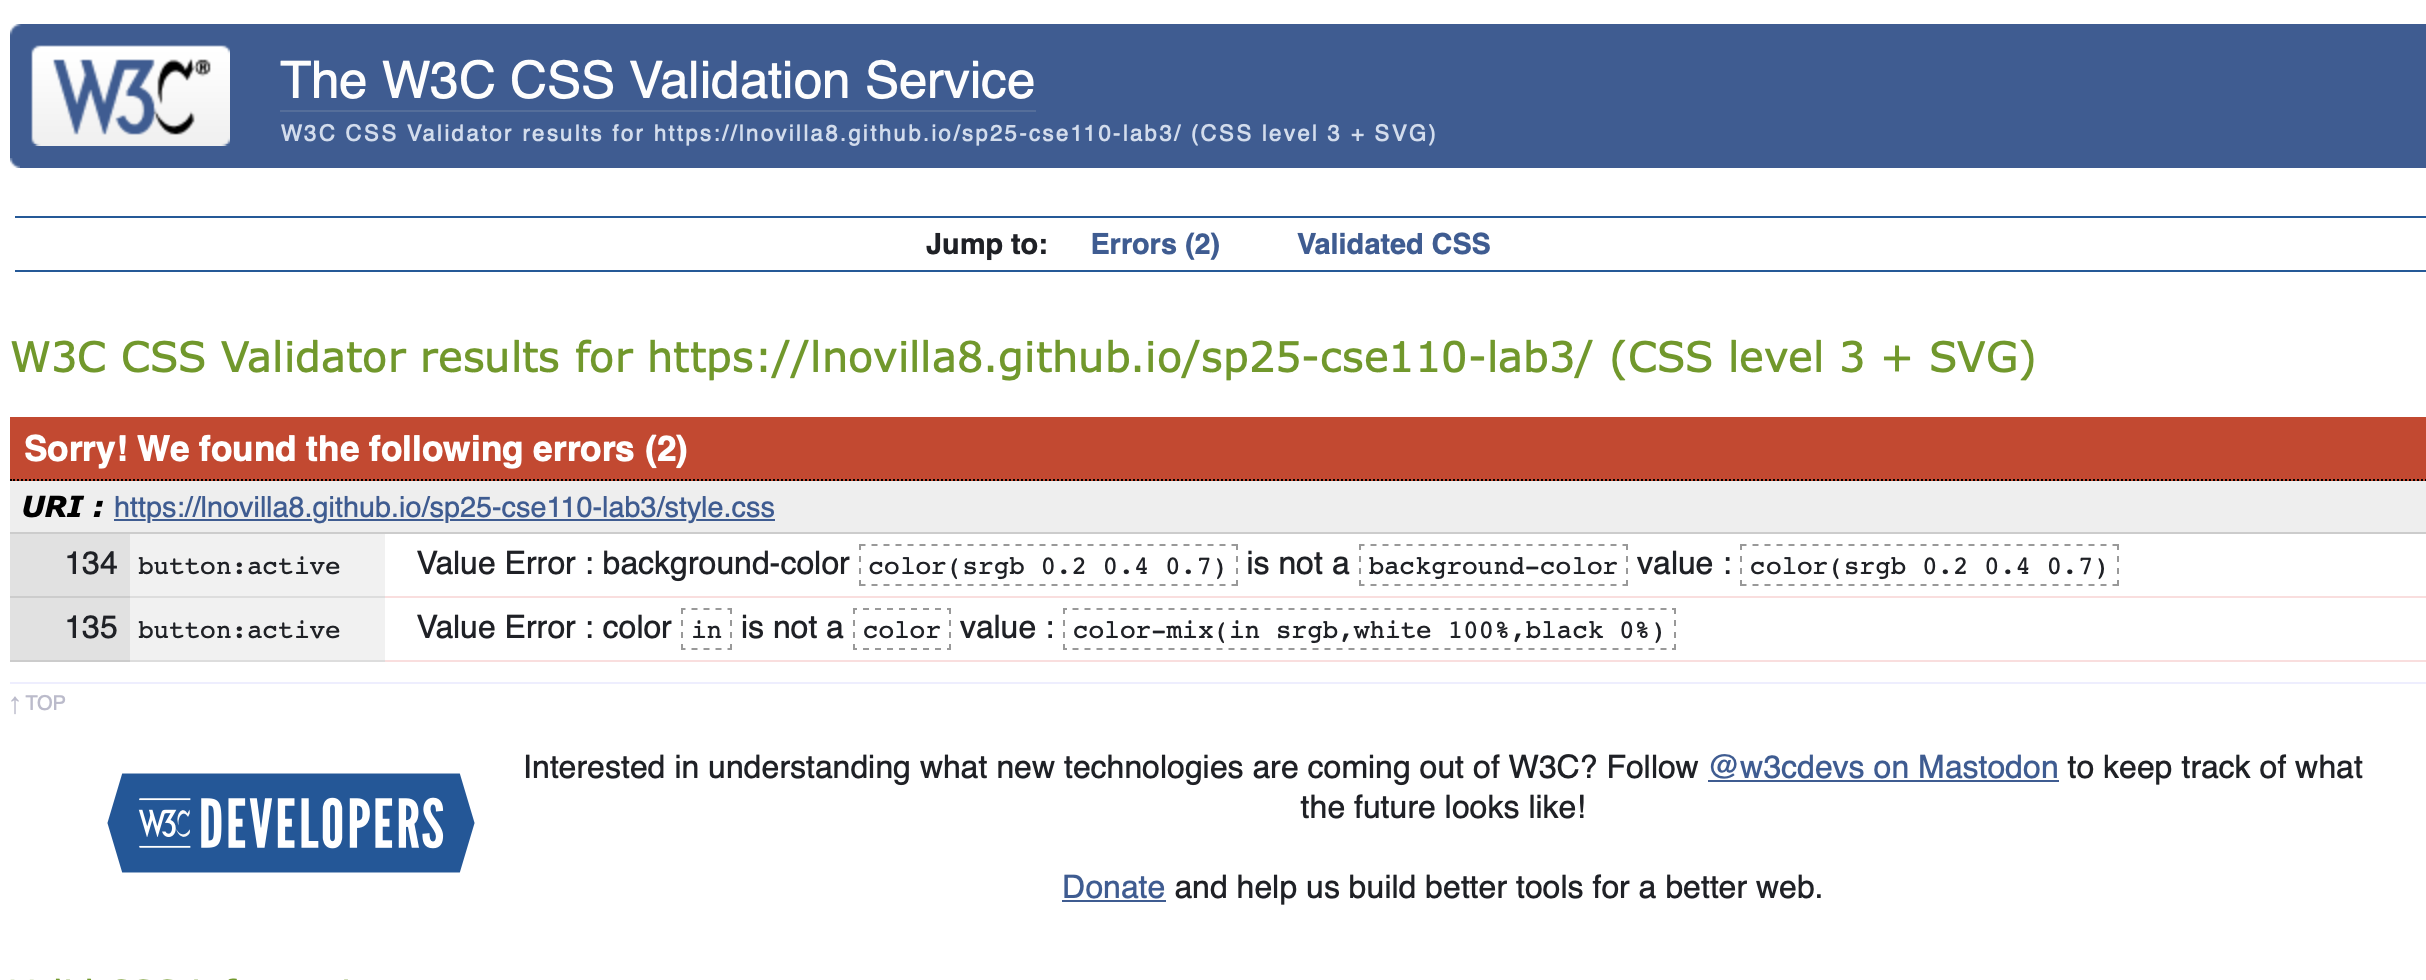 W3C®
The W3C CSS Validation Service
W3C CSS Validator results for https://lnovilla8.github.io/sp25-cse110-lab3/ (CSS level 3 + SVG)
Jump to: Errors (2) Validated CSS
W3C CSS Validator results for https://lnovilla8.github.io/sp25-cse110-lab3/ (CSS level 3 + SVG)
Sorry! We found the following errors (2)
URI : https://lnovilla8.github.io/sp25-cse110-lab3/style.css
134 button:active Value Error : background-color color(srgb 0.2 0.4 0.7) is not a background-color value : color(srgb 0.2 0.4 0.7)
135 button:active Value Error : color in is not a color value : color-mix(in srgb,white 100%,black 0%)
↑ TOP
Interested in understanding what new technologies are coming out of W3C? Follow @w3cdevs on Mastodon to keep track of what
the future looks like!
W3C DEVELOPERS
Donate and help us build better tools for a better web.